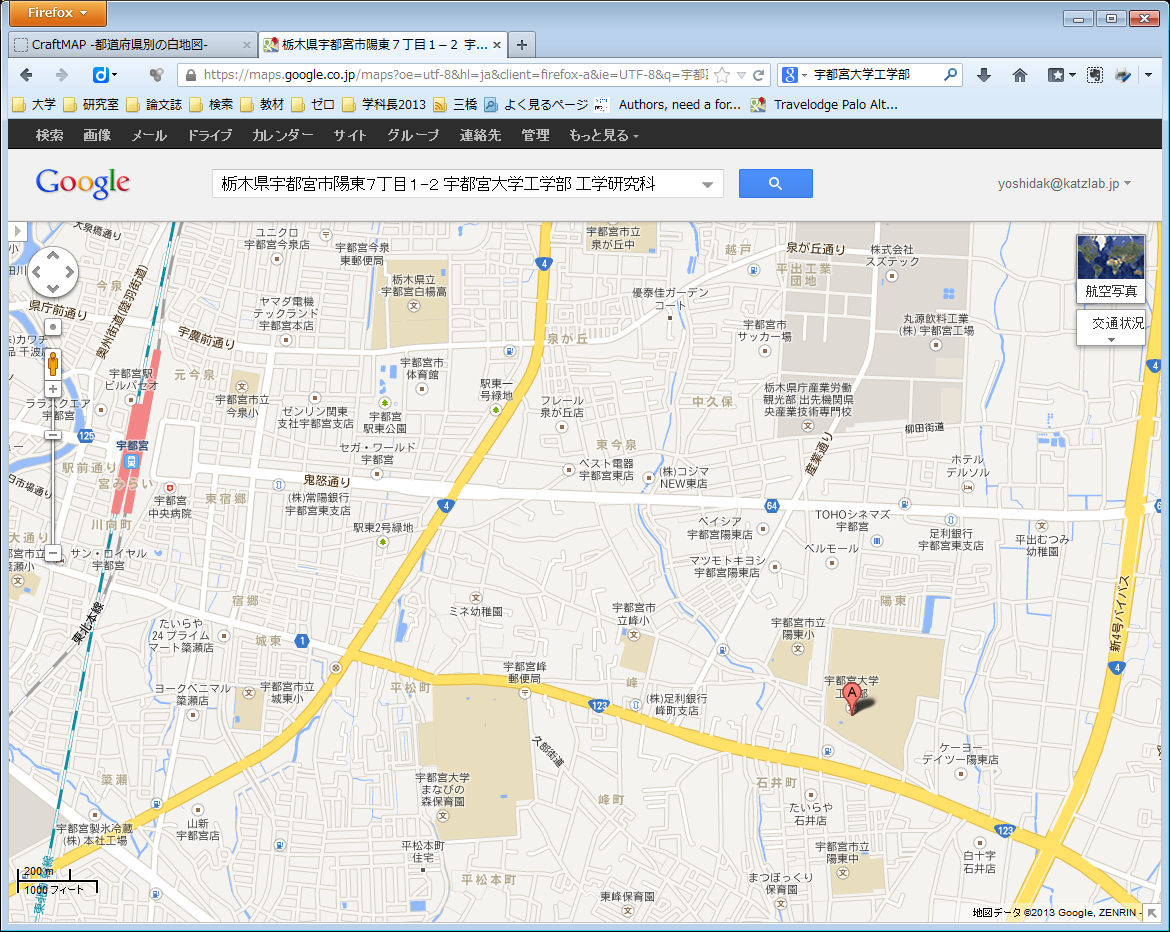 Firefox
CraftMAP -都道府県別の白地図-
栃木県宇都宮市陽東７丁目１−２ 宇...
https://maps.google.co.jp/maps?oe=utf-8&hl=ja&client=firefox-a&ie=UTF-8&q=宇都
宇都宮大学工学部
大学
研究室
論文誌
検索
教材
ゼロ
学科長2013
三橋
よく見るページ
Authors, need a for...
Travelodge Palo Alt...
検索
画像
メール
ドライブ
カレンダー
サイト
グループ
連絡先
管理
もっと見る
Google
栃木県宇都宮市陽東7丁目1-2 宇都宮大学工学部 工学研究科
yoshidak@katzlab.jp
航空写真
交通状況
大泉橋通り
ユニクロ
宇都宮今泉店
宇都宮今泉
東郵便局
宇都宮市立
泉が丘中
越戸
泉が丘通り
平出工業
団地
株式会社
スズテック
栃木県立
宇都宮白楊高
優泰佳ガーデン
コート
今泉
県庁前通り
奥州街道(陸羽街道)
ヤマダ電機
テックランド
宇都宮本店
宇農前通り
泉が丘
宇都宮市
サッカー場
丸源飲料工業
(株) 宇都宮工場
宇都宮駅
ビルパセオ
元今泉
宇都宮市
体育館
駅東一
号緑地
栃木県庁産業労働
観光部 出先機関県
央産業技術専門校
宇都宮市立
今泉小
ゼンリン関東
支社宇都宮支店
宇都宮
駅東公園
フレール
泉が丘店
中久保
ララスクエア
宇都宮
125
宇都宮
セガ・ワールド
宇都宮
東今泉
柳田街道
産業通り
駅前通り
宮みらい
ベスト電器
宇都宮東店
(株)コジマ
NEW東店
ホテル
デルソル
鬼怒通り
東宿郷
宇都宮
中央病院
(株)常陽銀行
宇都宮東支店
4
64
川向町
駅東2号緑地
ベイシア
宇都宮陽東店
TOHOシネマズ
宇都宮
足利銀行
宇都宮東支店
平出むつみ
幼稚園
サン・ロイヤル
宇都宮
ベルモール
マツモトキヨシ
宇都宮陽東店
宿郷
ミネ幼稚園
宇都宮市
立峰小
陽東
新4号バイパス
東北本線
たいらや
24 プライム
マート簗瀬店
城東
1
宇都宮市立
陽東小
宇都宮峰
郵便局
峰
宇都宮大学
工学部
A
ヨークベニマル
簗瀬店
宇都宮市立
城東小
平松町
123
(株)足利銀行
峰町支店
久部街道
ケーヨー
デイツー陽東店
簗瀬
宇都宮大学
まなびの
森保育園
峰町
石井町
たいらや
石井店
宇都宮製氷冷蔵
(株) 本社工場
山新
宇都宮店
平松本町
住宅
宇都宮市立
陽東中
123
白十字
石井店
平松本町
まつぼっくり
保育園
東峰保育園
200 m
1000 フィート
地図データ ©2013 Google, ZENRIN -